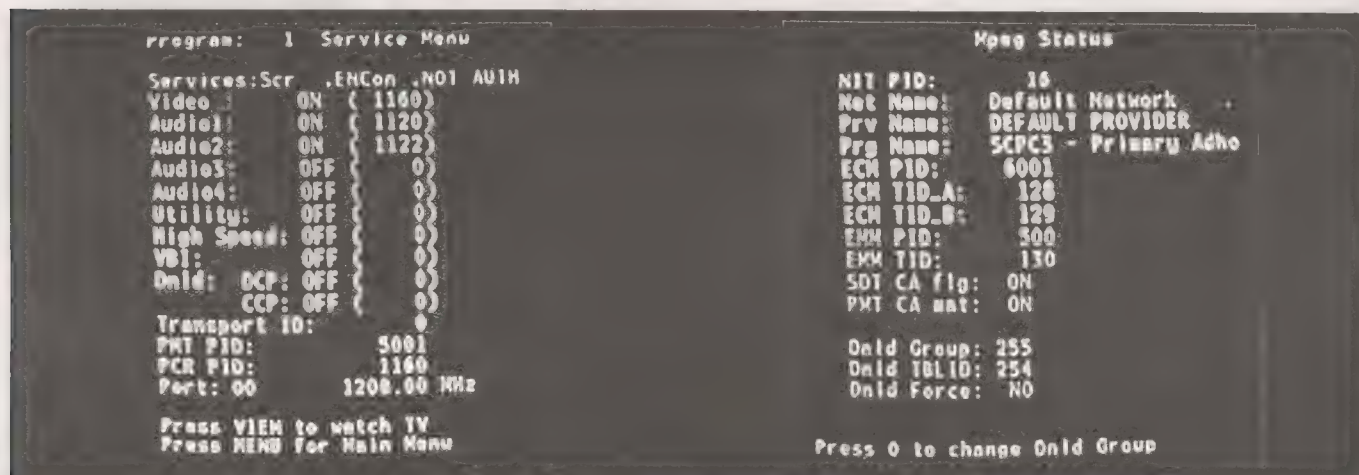 Program: 1 Service Menu
Services:Scr .ENCon .NOT AUTH
Video : ON ( 1160)
Audio1: ON ( 1120)
Audio2: ON ( 1122)
Audio3: OFF ( 0)
Audio4: OFF ( 0)
Utility: OFF ( 0)
High Speed: OFF ( 0)
VBI: OFF ( 0)
Dnld: DCP: OFF ( 0)
CCP: OFF ( 0)
Transport ID: 0
PMT PID: 5001
PCR PID: 1160
Port: 00 1208.00 MHz
Press VIEW to watch TV
Press MENU for Main Menu
Mpeg Status
NIT PID: 16
Net Name: Default Network
Prv Name: DEFAULT PROVIDER
Prg Name: SCPC3 - Primary Adho
ECM PID: 6001
ECM TID_A: 128
ECM TID_B: 129
EMM PID: 500
EMM TID: 130
SDT CA flg: ON
PMT CA mat: ON
Dnld Group: 255
Dnld TBLID: 254
Dnld Force: NO
Press 0 to change Dnld Group